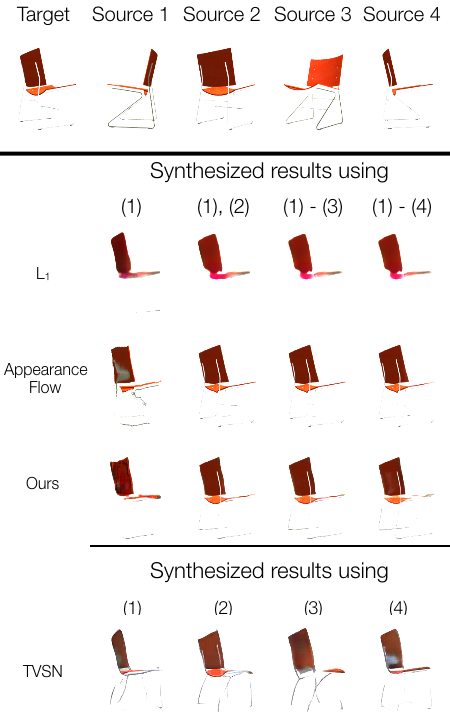 Target Source 1 Source 2 Source 3 Source 4
Synthesized results using
(1) (1), (2) (1) - (3) (1) - (4)
L₁
Appearance
Flow
Ours
Synthesized results using
(1) (2) (3) (4)
TVSN